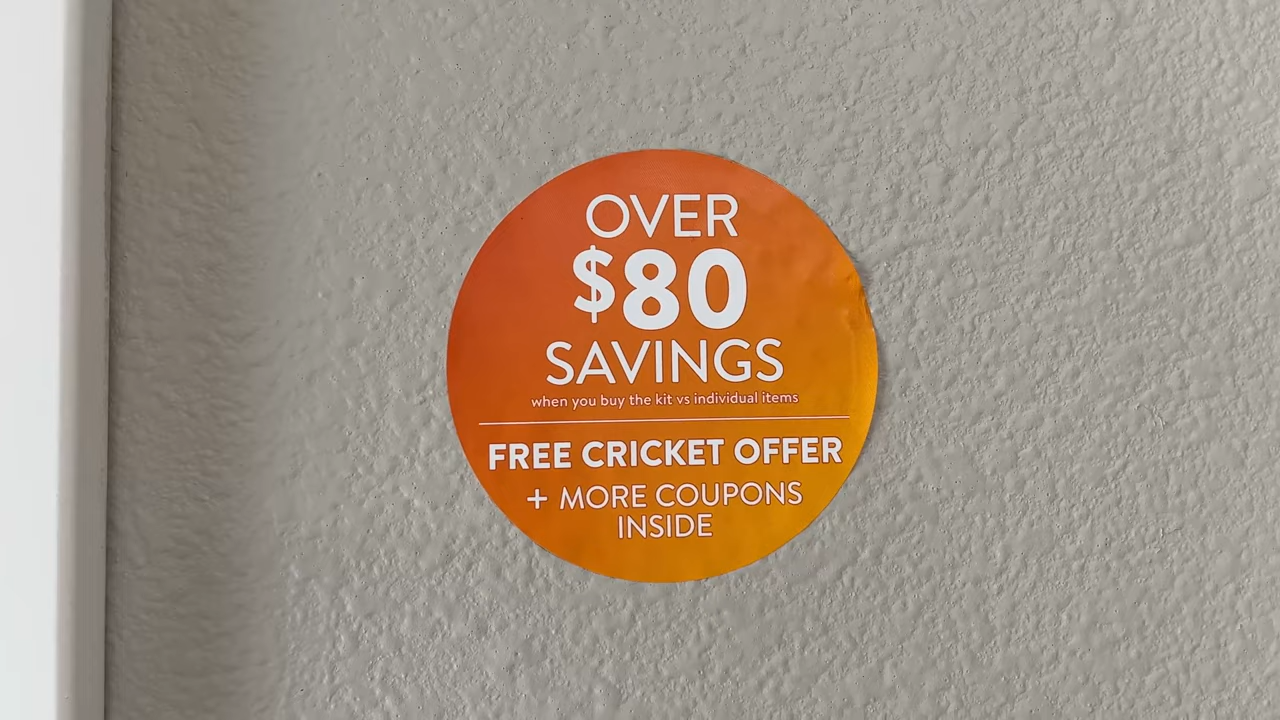 OVER
$80
SAVINGS
when you buy the kit vs individual items
FREE CRICKET OFFER
+ MORE COUPONS
INSIDE